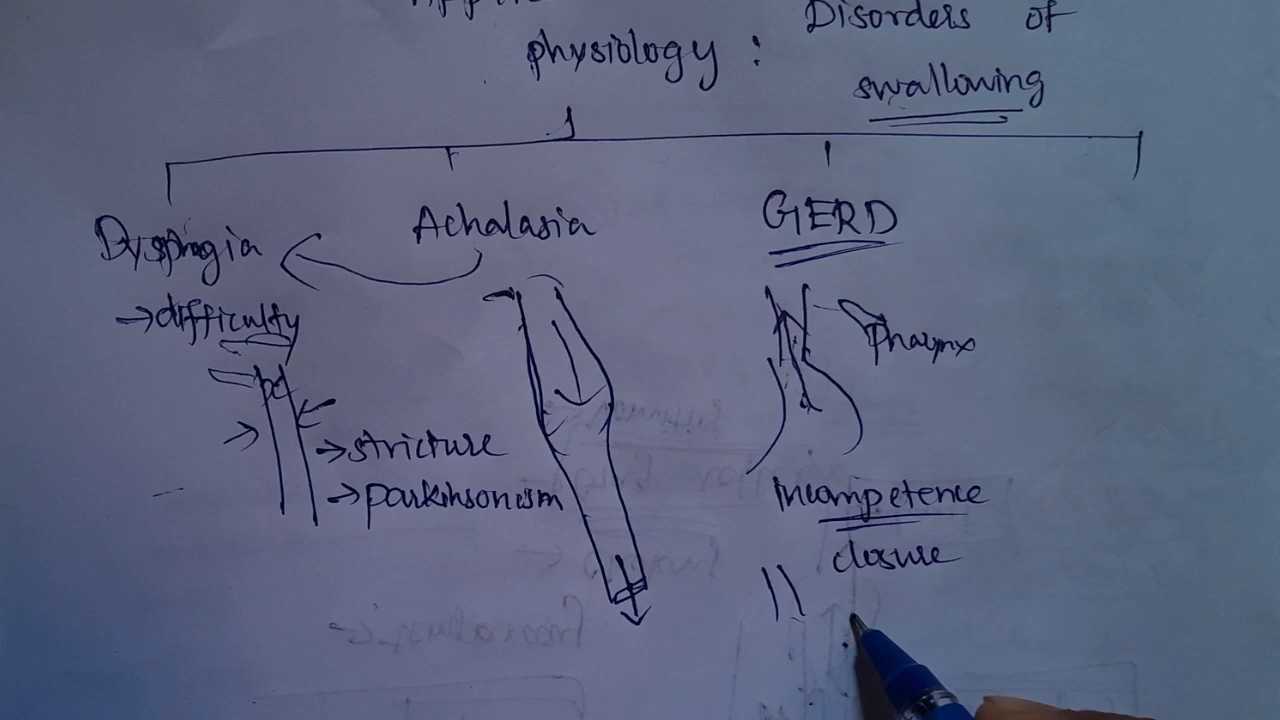 physiology : Disorders of
swallowing
Dysphagia
Achalasia
GERD
→difficulty
Pharynx
→stricture
→parkinsonism
Incompetence
closure